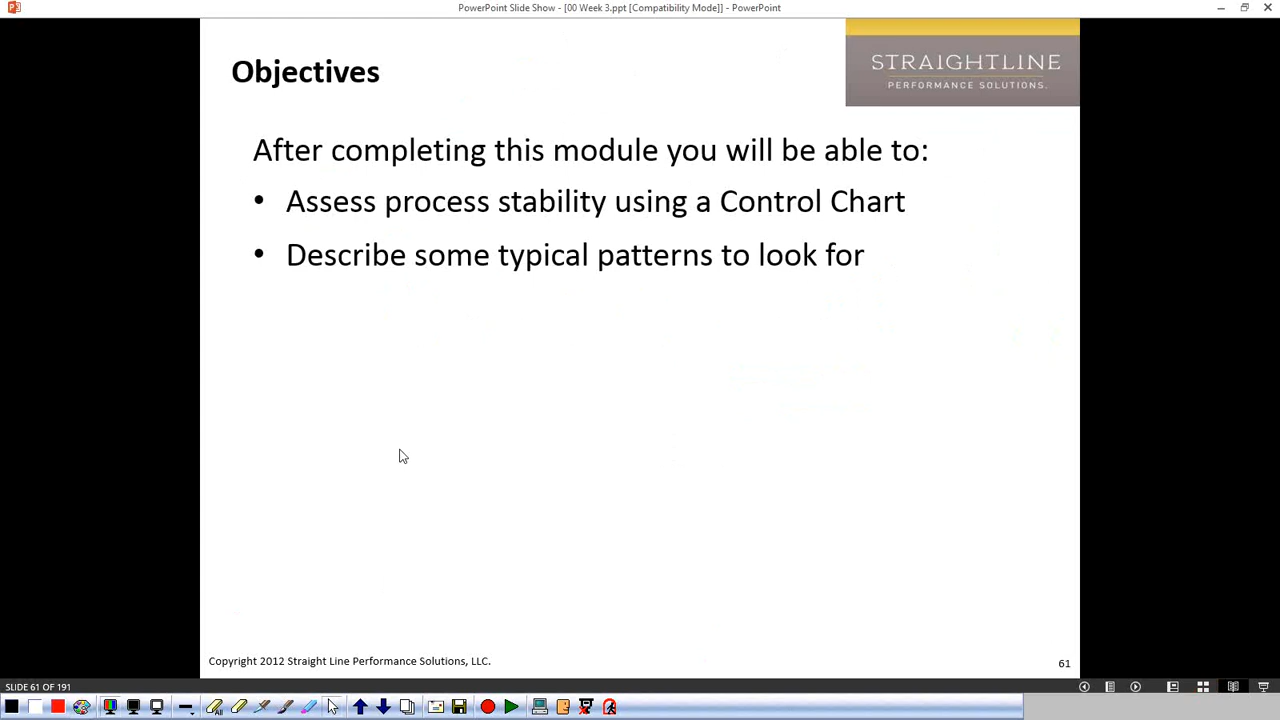 PowerPoint Slide Show - [00 Week 3.ppt [Compatibility Mode]] - PowerPoint
Objectives
STRAIGHTLINE
PERFORMANCE SOLUTIONS.
After completing this module you will be able to:
• Assess process stability using a Control Chart
• Describe some typical patterns to look for
Copyright 2012 Straight Line Performance Solutions, LLC.
61
SLIDE 61 OF 191